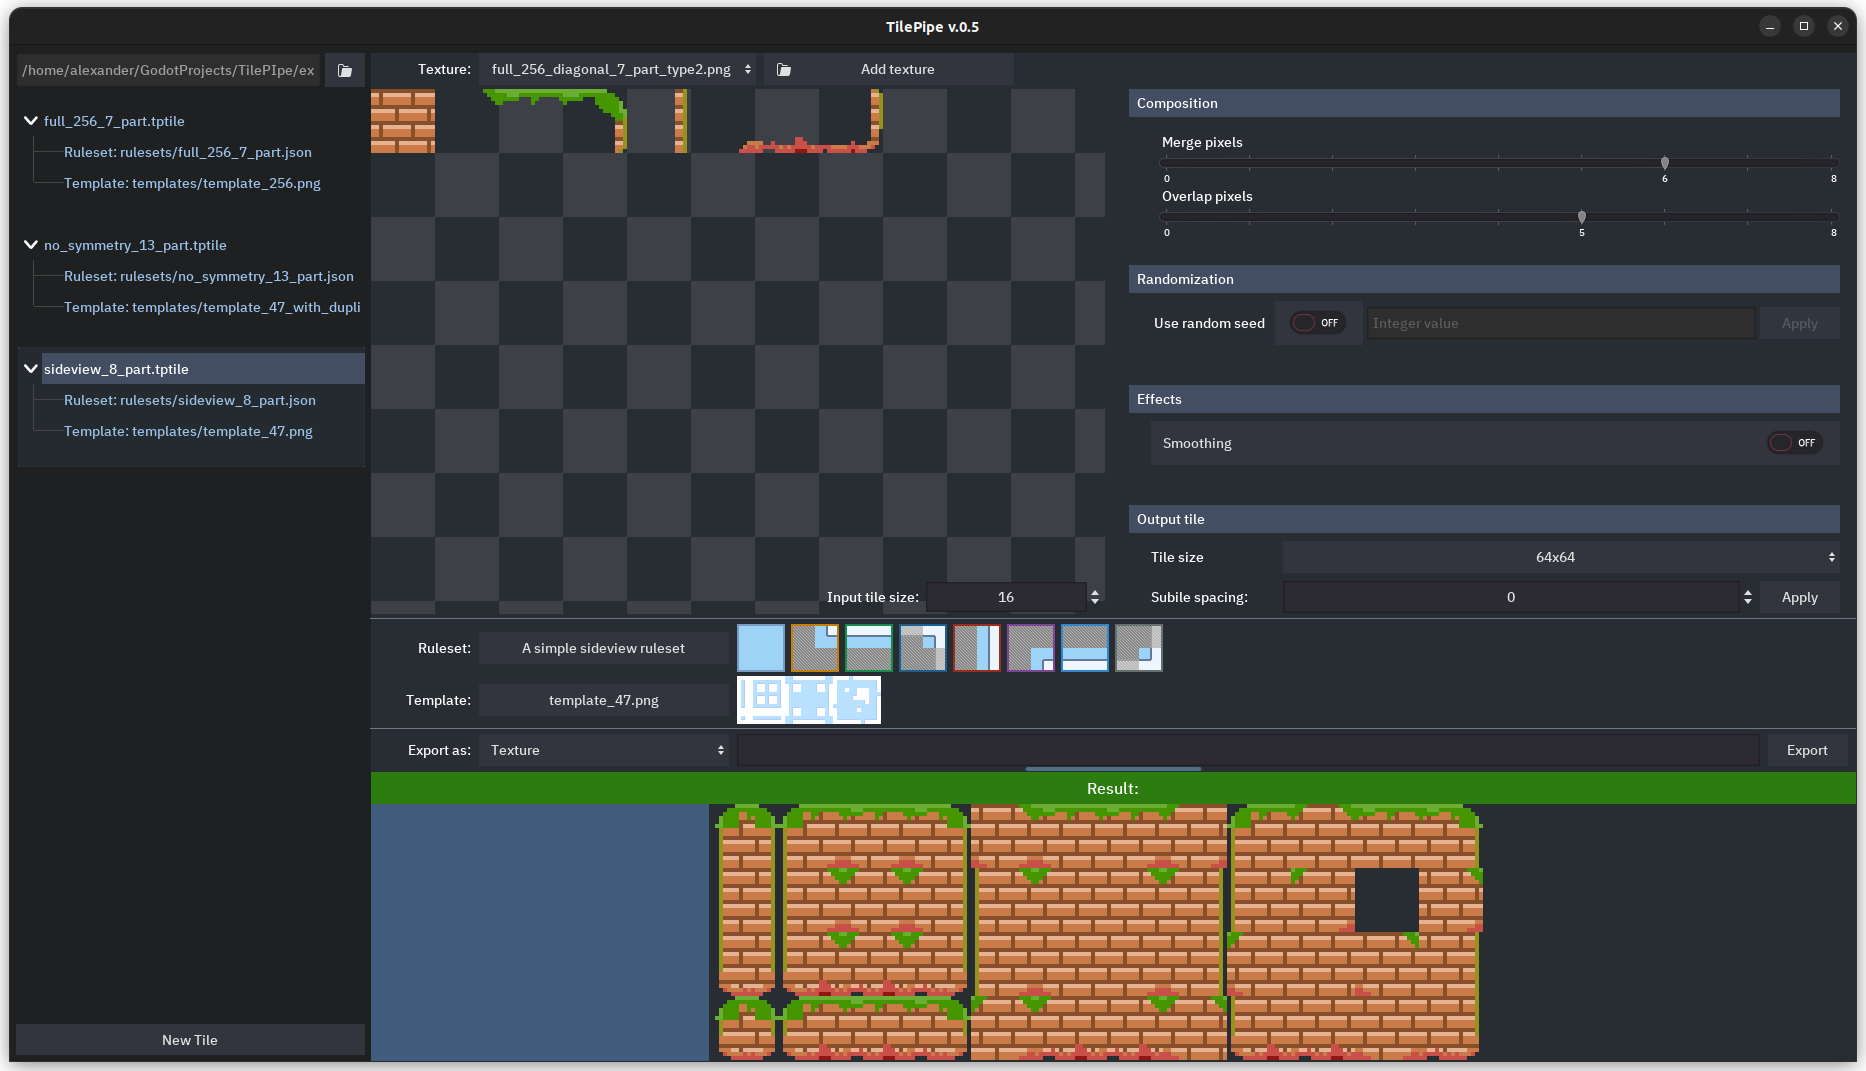 TilePipe v.0.5
/home/alexander/GodotProjects/TilePIpe/ex
full_256_7_part.tptile
Ruleset: rulesets/full_256_7_part.json
Template: templates/template_256.png
no_symmetry_13_part.tptile
Ruleset: rulesets/no_symmetry_13_part.json
Template: templates/template_47_with_dupli
sideview_8_part.tptile
Ruleset: rulesets/sideview_8_part.json
Template: templates/template_47.png
New Tile
Texture: full_256_diagonal_7_part_type2.png Add texture
Input tile size: 16
Composition
Merge pixels
0 6 8
Overlap pixels
0 5 8
Randomization
Use random seed OFF Integer value Apply
Effects
Smoothing OFF
Output tile
Tile size 64x64
Subile spacing: 0 Apply
Ruleset: A simple sideview ruleset
Template: template_47.png
Export as: Texture Export
Result: